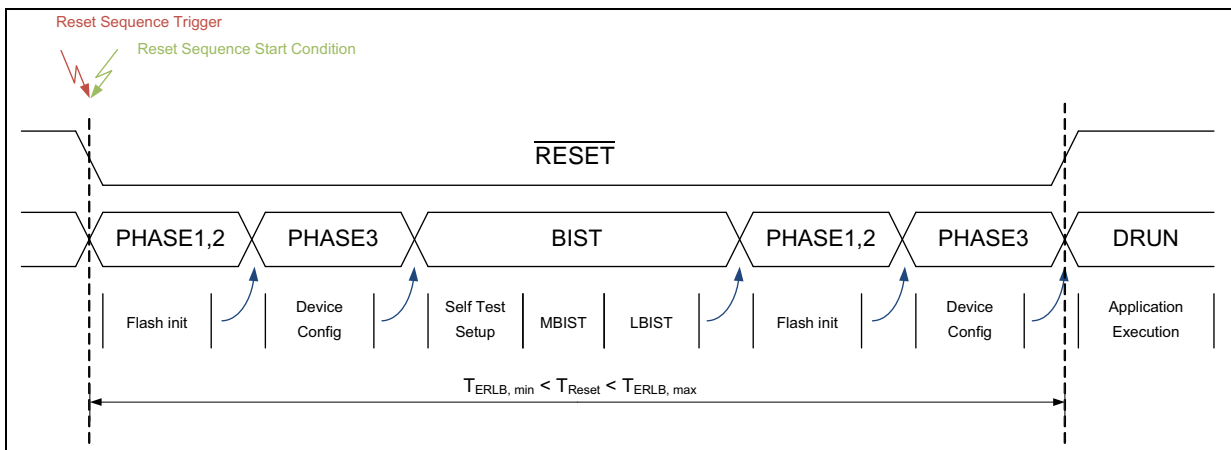 Reset Sequence Trigger
Reset Sequence Start Condition
RESET
PHASE1,2 PHASE3 BIST PHASE1,2 PHASE3 DRUN
Flash init
Device
Config
Self Test
Setup
MBIST
LBIST
Flash init
Device
Config
Application
Execution
TERLB, min < TReset < TERLB, max